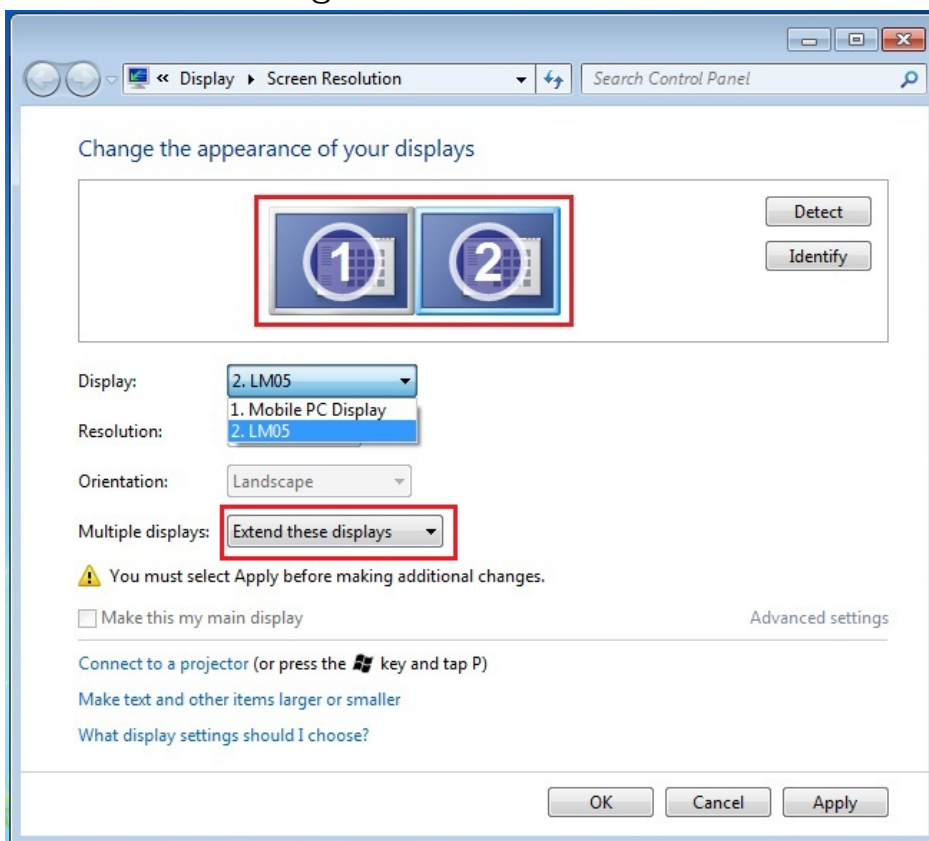 « Display ▸ Screen Resolution
Search Control Panel
Change the appearance of your displays
1
2
Detect
Identify
Display:
2. LM05
1. Mobile PC Display
2. LM05
Resolution:
Orientation:
Landscape
Multiple displays:
Extend these displays
You must select Apply before making additional changes.
Make this my main display
Advanced settings
Connect to a projector (or press the key and tap P)
Make text and other items larger or smaller
What display settings should I choose?
OK
Cancel
Apply